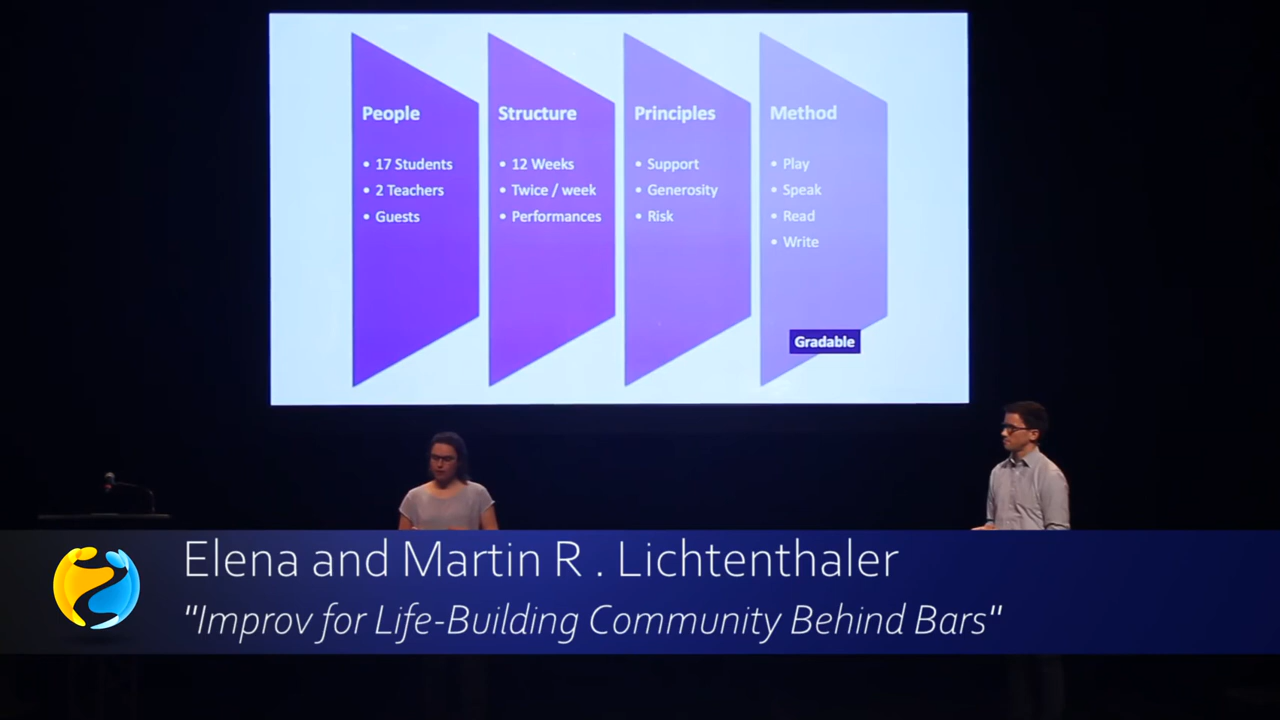 People
• 17 Students
• 2 Teachers
• Guests
Structure
• 12 Weeks
• Twice / week
• Performances
Principles
• Support
• Generosity
• Risk
Method
• Play
• Speak
• Read
• Write
Gradable
Elena and Martin R . Lichtenthaler
"Improv for Life-Building Community Behind Bars"